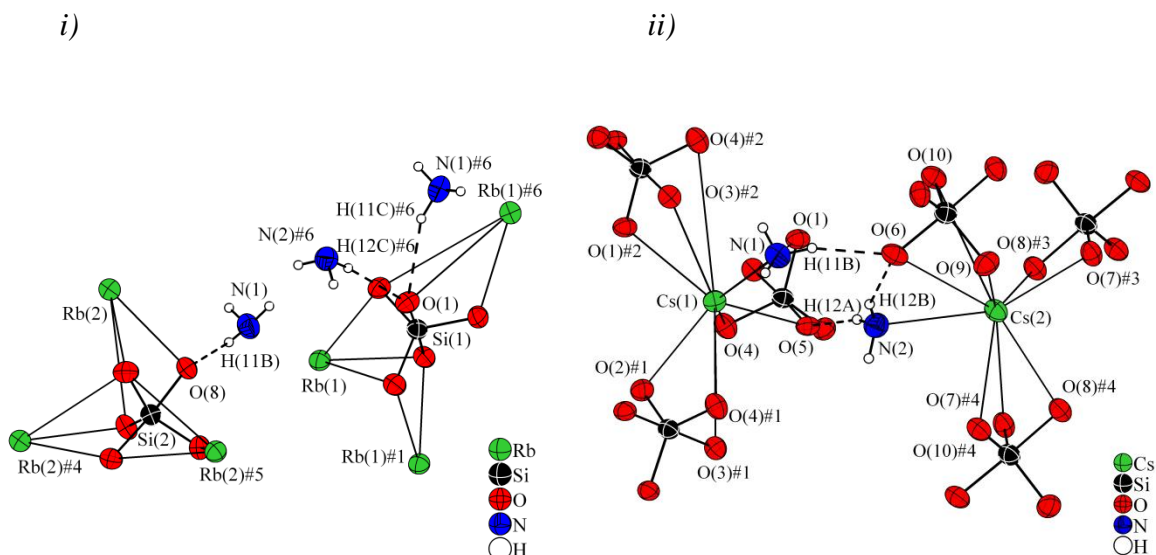 i)
N(1)#6
Rb(1)#6
H(11C)#6
N(2)#6
H(12C)#6
N(1)
Rb(2)
O(1)
Si(1)
H(11B)
O(8)
Rb(1)
Si(2)
Rb(2)#4
Rb(2)#5
Rb(1)#1
Rb
Si
O
N
H
ii)
O(4)#2
O(10)
O(3)#2
O(1)
O(6)
O(1)#2
N(1)
H(11B)
O(9)
O(8)#3
O(7)#3
Cs(1)
H(12A)
H(12B)
Cs(2)
O(4)
O(5)
N(2)
O(2)#1
O(7)#4
O(8)#4
O(4)#1
O(10)#4
O(3)#1
Cs
Si
O
N
H